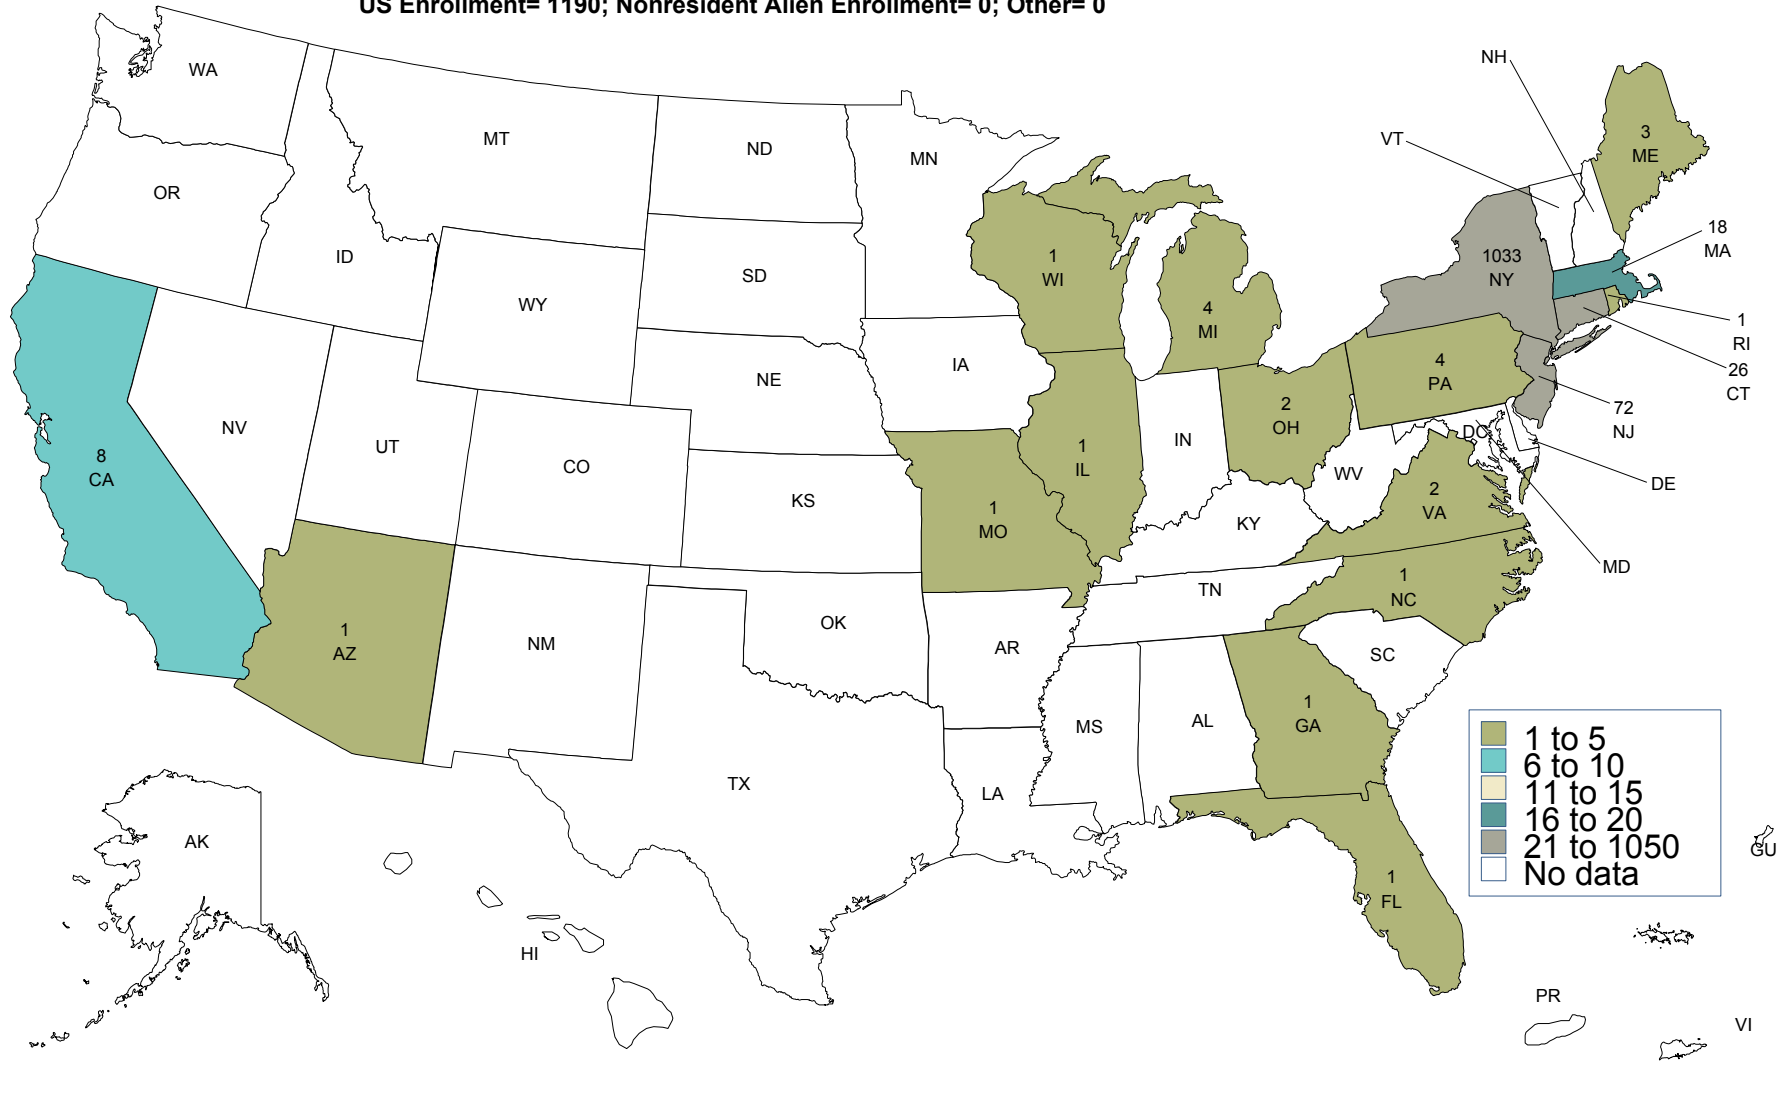 US Enrollment= 1190; Nonresident Alien Enrollment= 0; Other= 0
NH
WA
VT
MT
ND
MN
3
ME
OR
ID
SD
WY
1
WI
4
MI
1033
NY
18
MA
1
RI
26
CT
72
NJ
IA
NE
4
PA
2
OH
NV
UT
CO
8
CA
1
IL
IN
DC
DE
WV
KS
1
MO
KY
2
VA
MD
TN
1
NC
1
AZ
NM
OK
AR
SC
MS
AL
1
GA
TX
LA
AK
1
FL
HI
1 to 5
6 to 10
11 to 15
16 to 20
21 to 1050
No data
GU
PR
VI